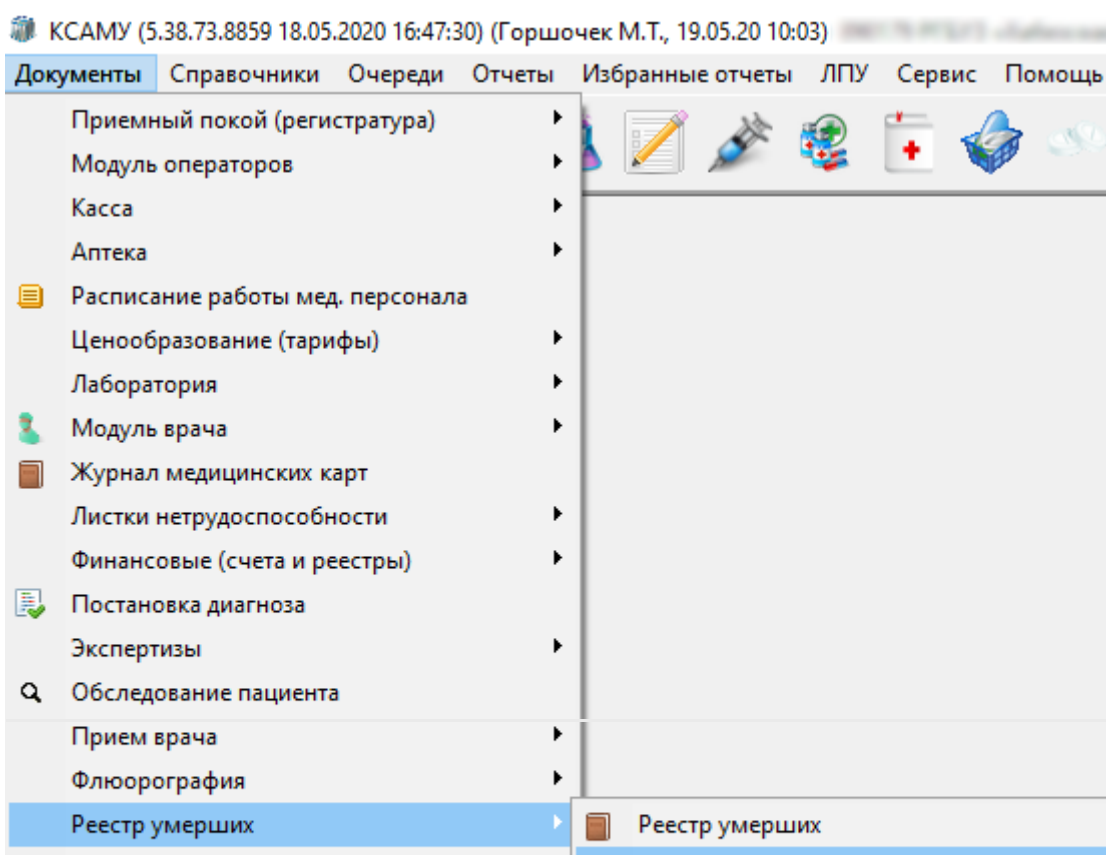 КСАМУ (5.38.73.8859 18.05.2020 16:47:30) (Горшочек М.Т., 19.05.20 10:03)
Документы Справочники Очереди Отчеты Избранные отчеты ЛПУ Сервис Помощь
Приемный покой (регистратура)
Модуль операторов
Касса
Аптека
Расписание работы мед. персонала
Ценообразование (тарифы)
Лаборатория
Модуль врача
Журнал медицинских карт
Листки нетрудоспособности
Финансовые (счета и реестры)
Постановка диагноза
Экспертизы
Обследование пациента
Прием врача
Флюорография
Реестр умерших Реестр умерших